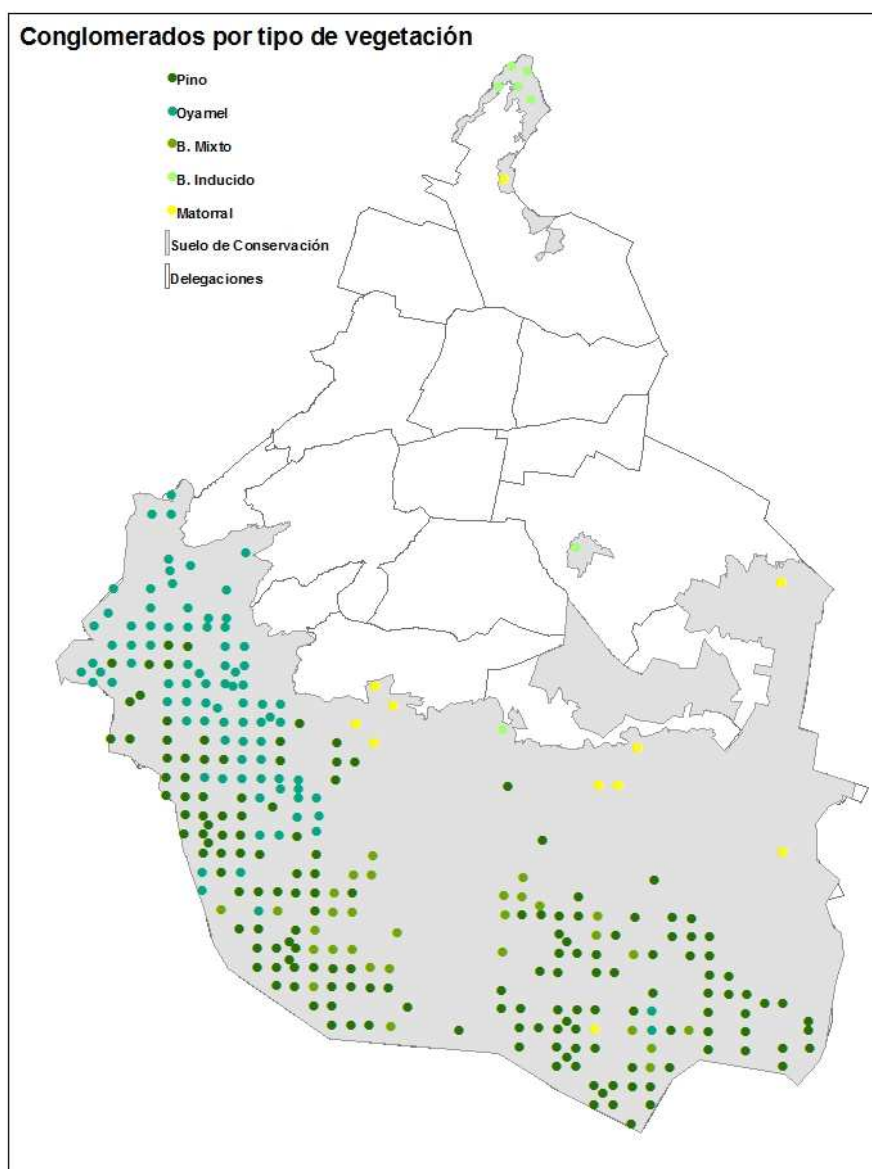 Conglomerados por tipo de vegetación
Pino
Oyamel
B. Mixto
B. Inducido
Matorral
Suelo de Conservación
Delegaciones